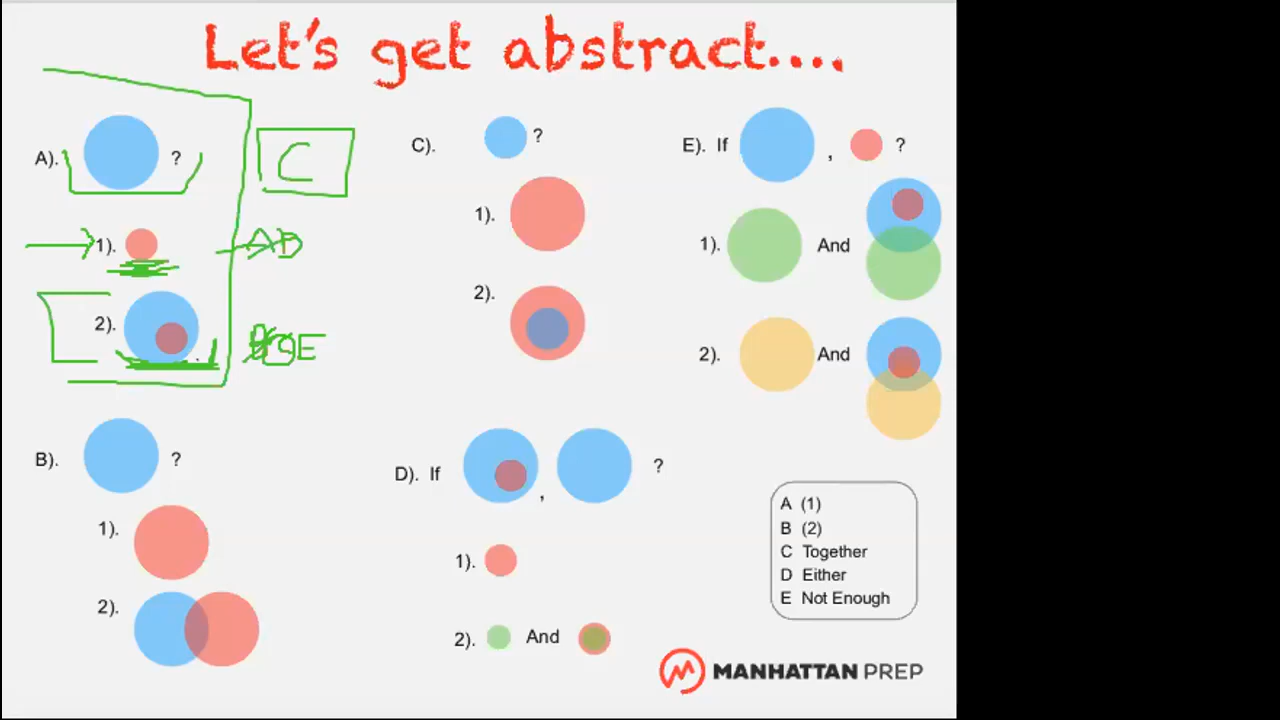 Let's get abstract....
A). ?
C
1).
AD
2).
E
B). ?
1).
2).
C). ?
1).
2).
D). If , ?
1).
2). And
E). If , ?
1). And
2). And
A (1)
B (2)
C Together
D Either
E Not Enough
MANHATTAN PREP